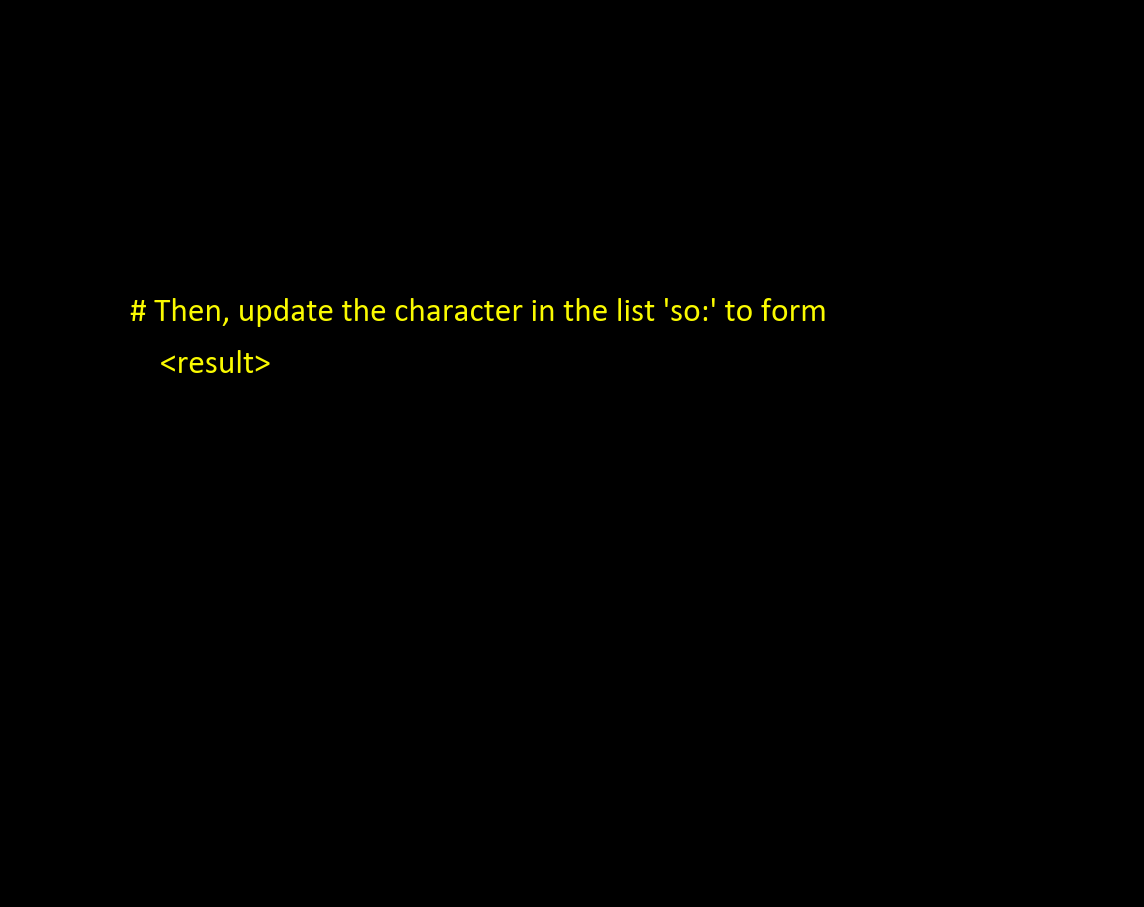 # Then, update the character in the list 'so:' to form
<result>